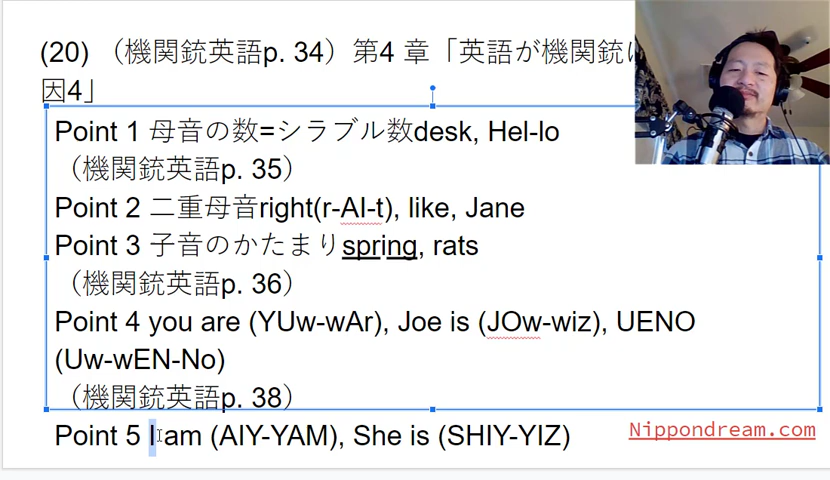 (20) （機関銃英語p. 34）第4 章「英語が機関銃に
因4」
Point 1 母音の数=シラブル数desk, Hel-lo
（機関銃英語p. 35）
Point 2 二重母音right(r-AI-t), like, Jane
Point 3 子音のかたまりspring, rats
（機関銃英語p. 36）
Point 4 you are (YUw-wAr), Joe is (JOw-wiz), UENO
(Uw-wEN-No)
（機関銃英語p. 38）
Point 5 I am (AIY-YAM), She is (SHIY-YIZ)
Nippondream.com